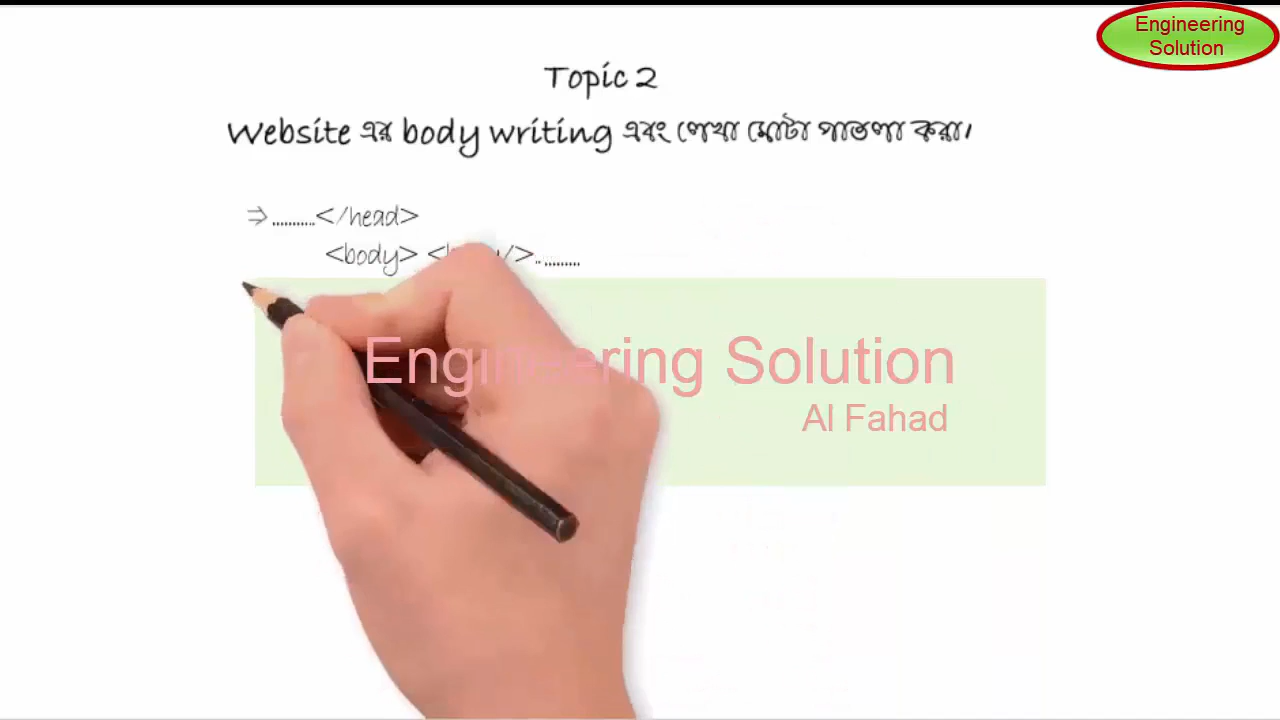 Engineering
Solution
Topic 2
Website এর body writing এবং লেখা মোটা পাতলা করা।
⇒ ...........</head>
<body> /> .. .........
Engineering Solution
Al Fahad